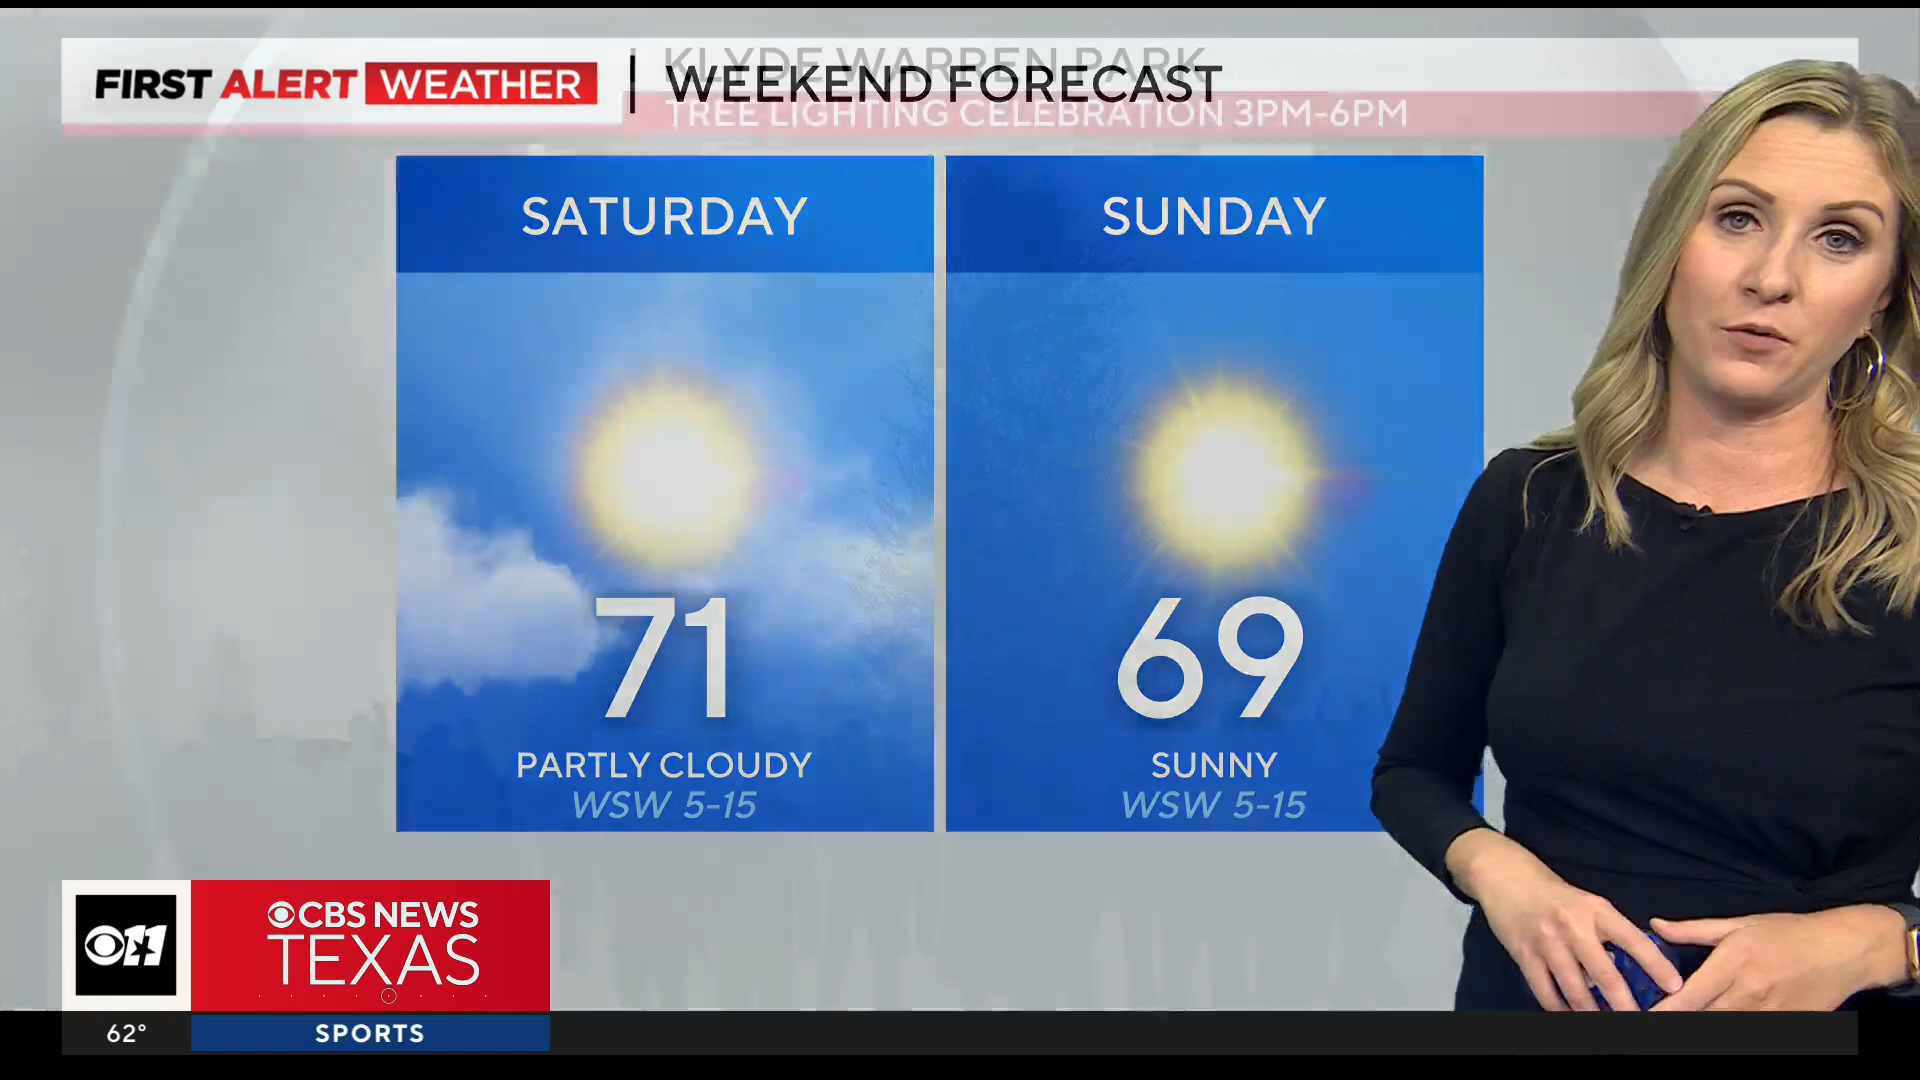 FIRST ALERT WEATHER
KLYDE WARREN PARK
WEEKEND FORECAST
TREE LIGHTING CELEBRATION 3PM-6PM
SATURDAY
71
PARTLY CLOUDY
WSW 5-15
SUNDAY
69
SUNNY
WSW 5-15
11
CBS NEWS
TEXAS
62°
SPORTS